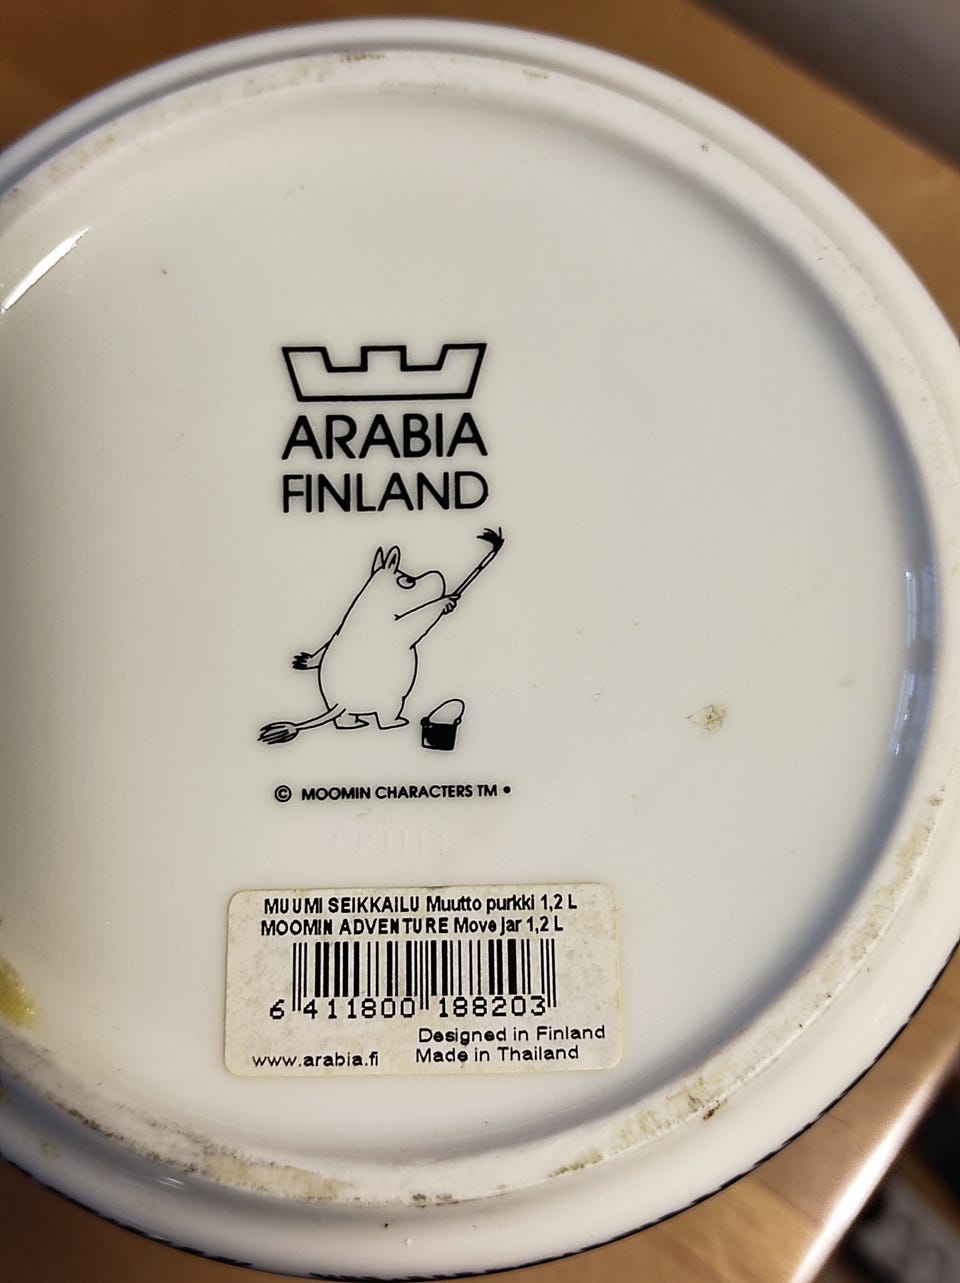 ARABIA
FINLAND
© MOOMIN CHARACTERS TM •
MUUMI SEIKKAILU Muutto purkki 1,2 L
MOOMIN ADVENTURE Move jar 1,2 L
6 411800 188203
Designed in Finland
www.arabia.fi Made in Thailand